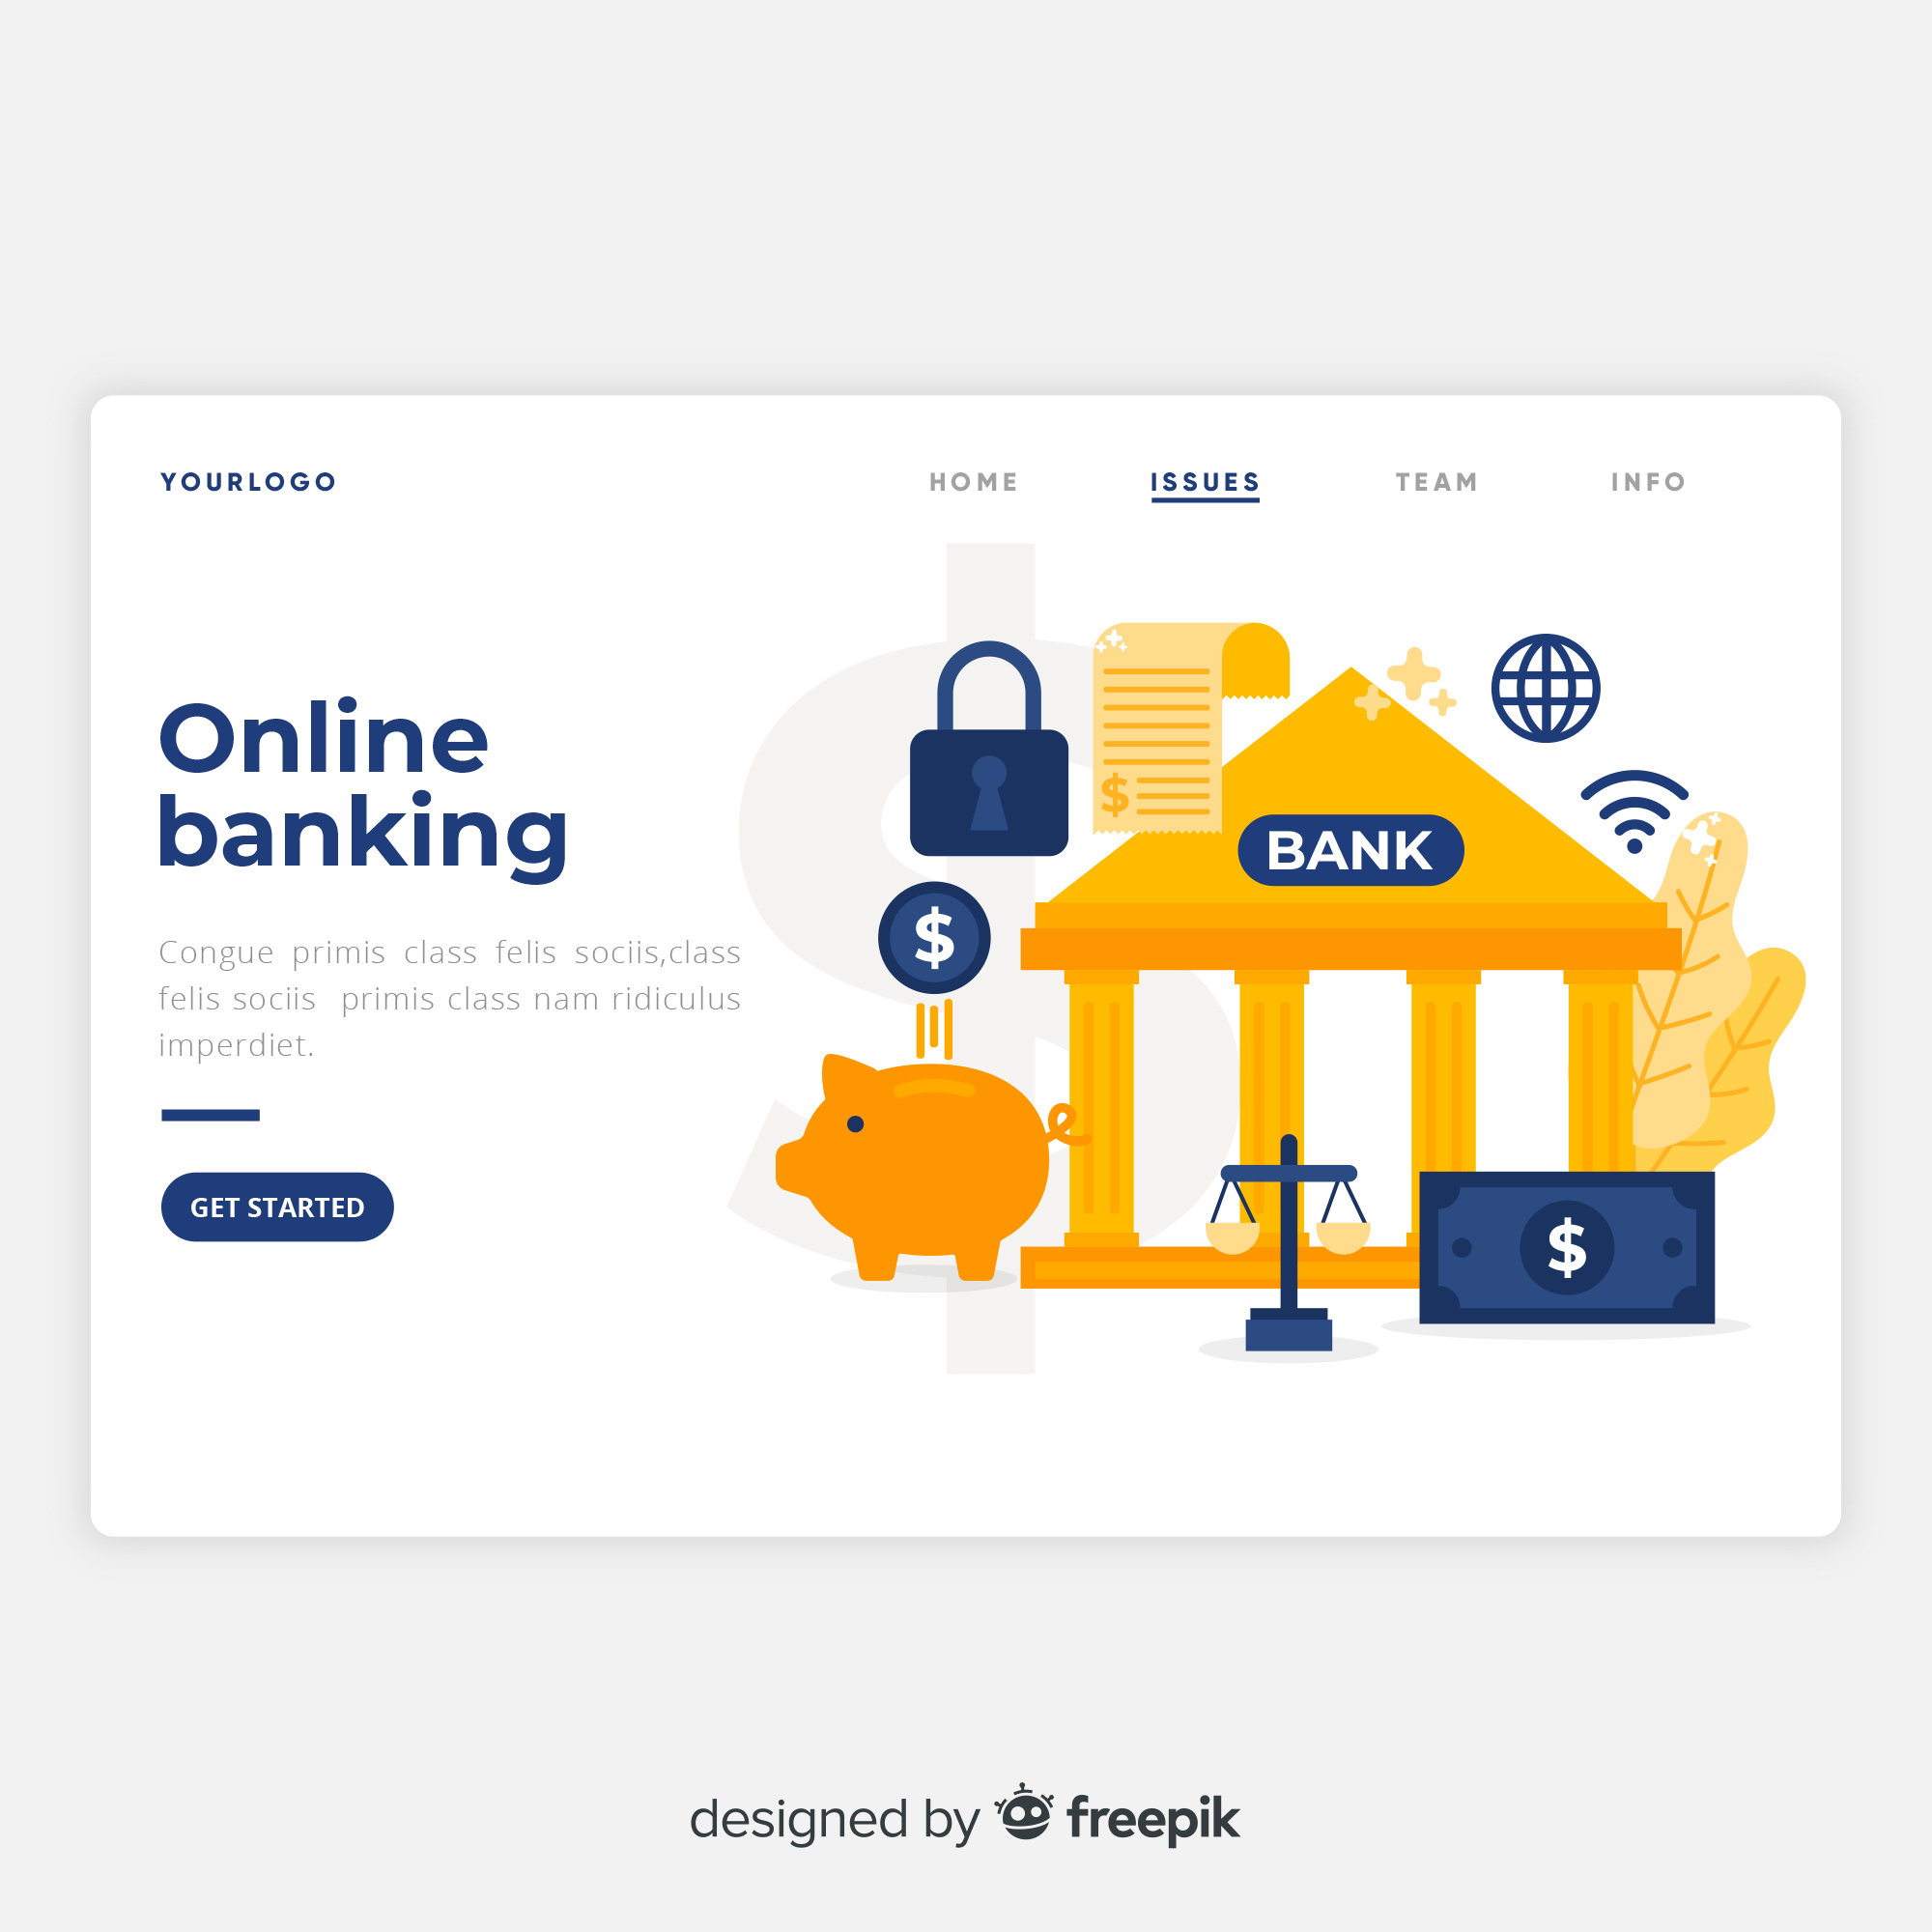 YOURLOGO
HOME
ISSUES
TEAM
INFO
Online
banking
Congue primis class felis sociis,class
felis sociis primis class nam ridiculus
imperdiet.
GET STARTED
$
BANK
$
$
designed by freepik